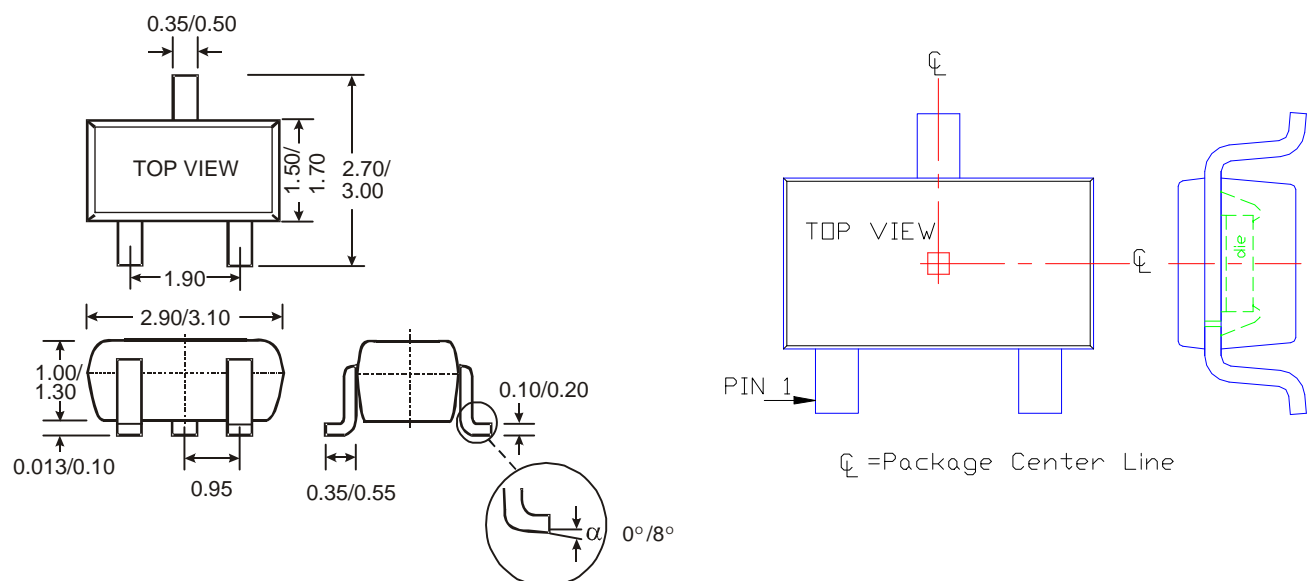 0.35/0.50
TOP VIEW
1.50/
1.70
2.70/
3.00
1.90
2.90/3.10
1.00/
1.30
0.013/0.10
0.95
0.35/0.55
0.10/0.20
α 0°/8°
℄
TOP VIEW
℄
die
PIN 1
℄ =Package Center Line